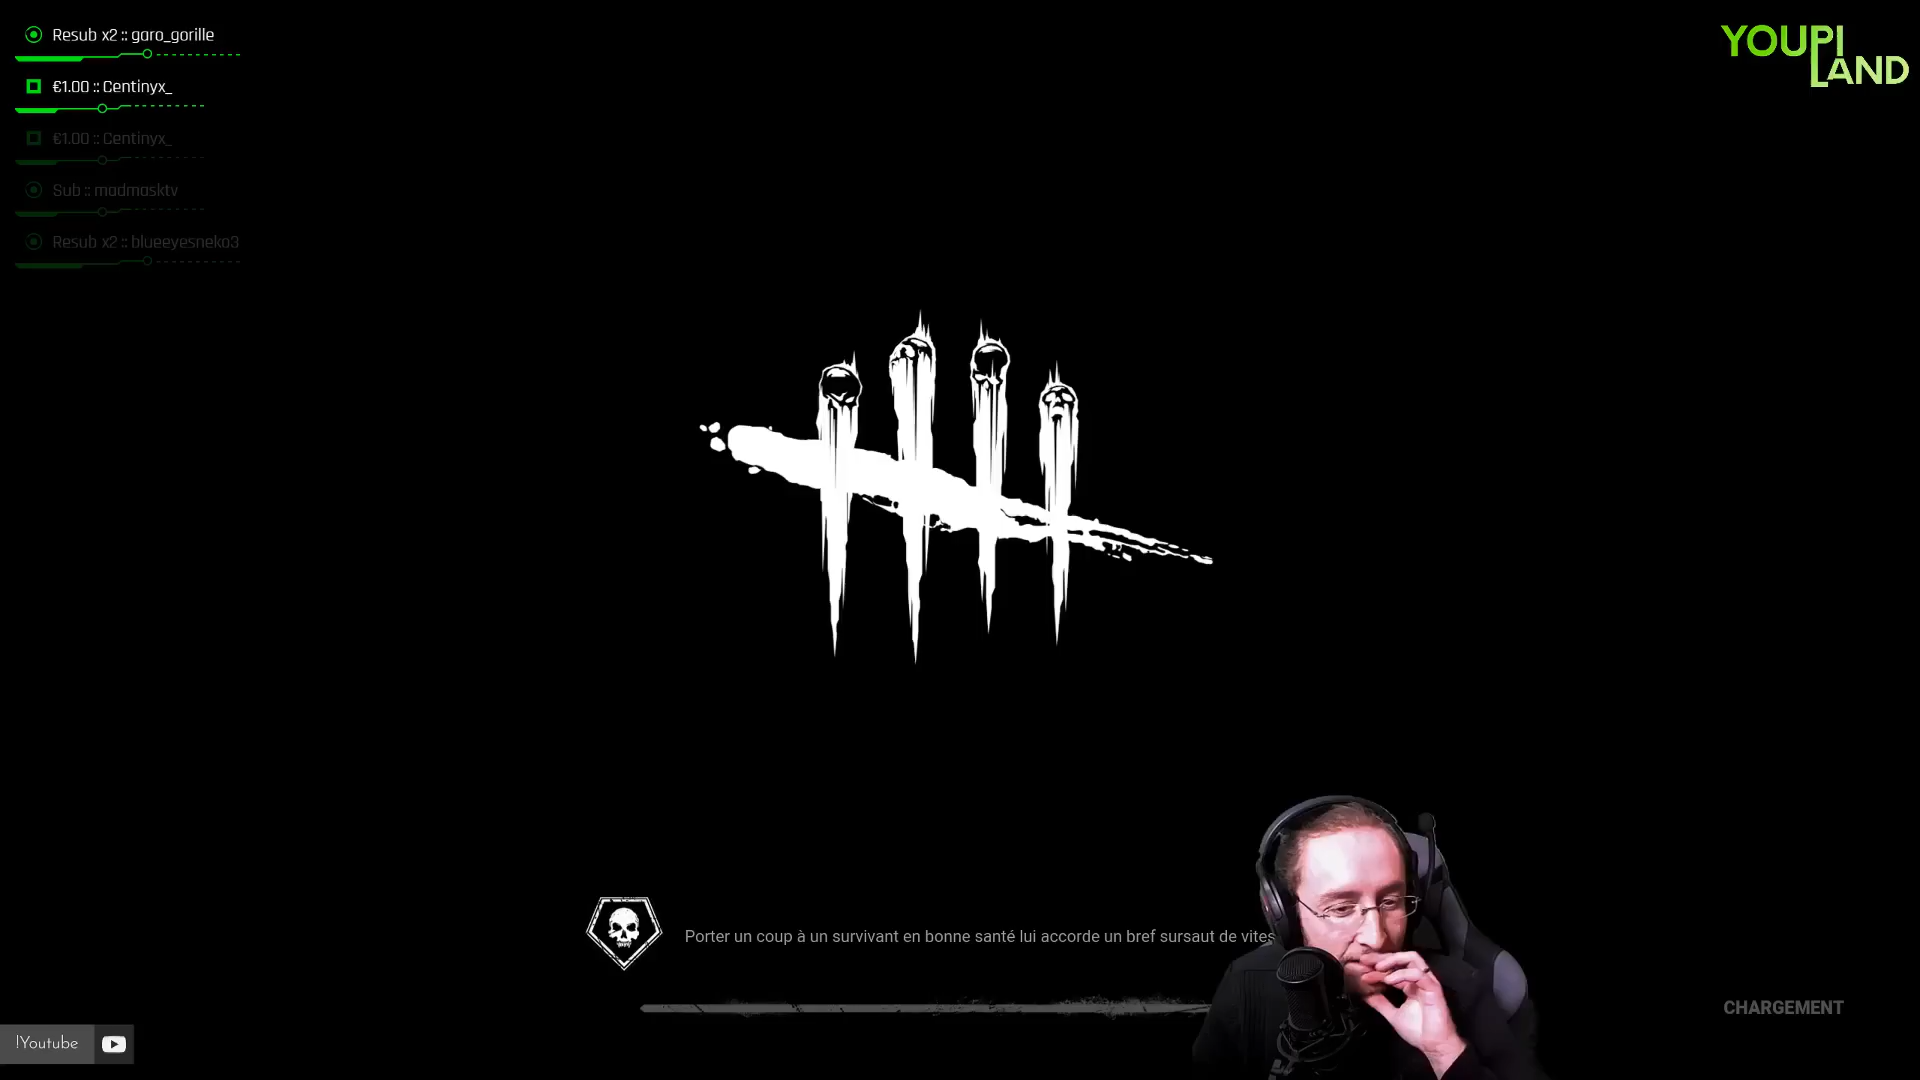 Resub x2 :: garo_gorille
€1.00 :: Centinyx_
€1.00 :: Centinyx_
Sub :: madmasktv
Resub x2 :: blueeyesneko3
YOUPI
LAND
Porter un coup à un survivant en bonne santé lui accorde un bref sursaut de vites
CHARGEMENT
!Youtube